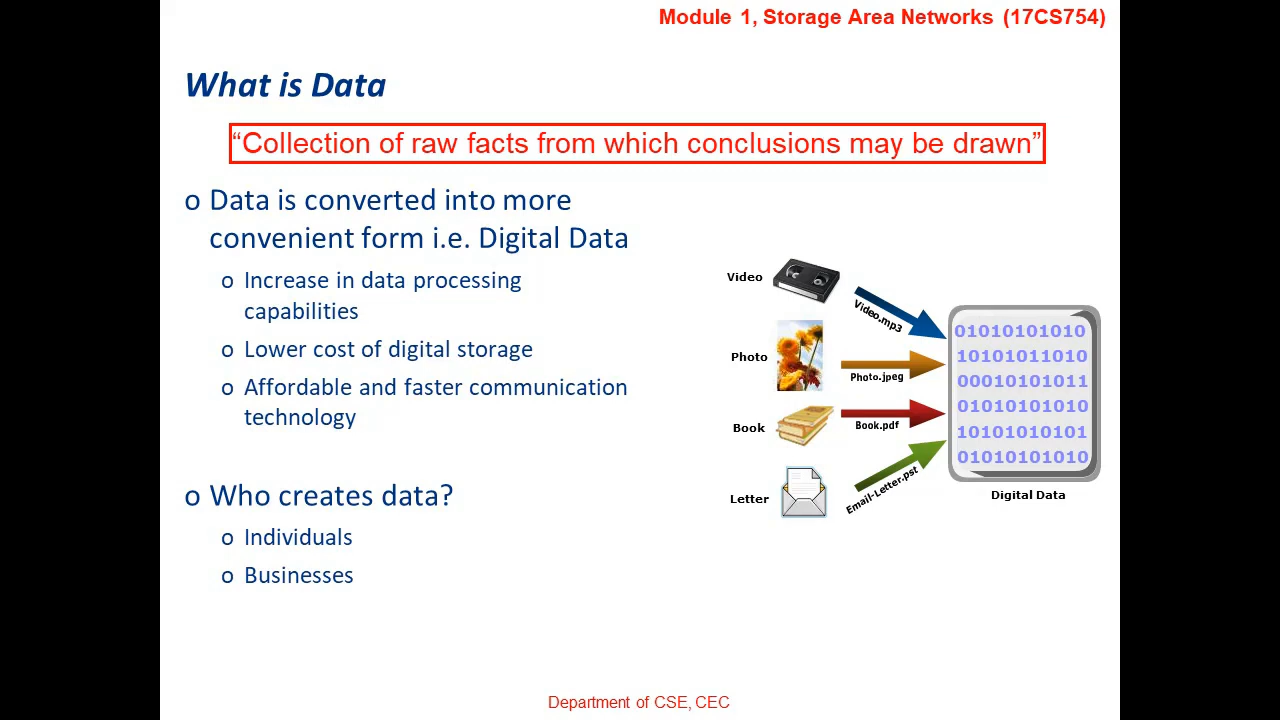 Module 1, Storage Area Networks (17CS754)
What is Data
“Collection of raw facts from which conclusions may be drawn”
o Data is converted into more
convenient form i.e. Digital Data
o Increase in data processing
capabilities
o Lower cost of digital storage
o Affordable and faster communication
technology
o Who creates data?
o Individuals
o Businesses
Video
Video.mp3
Photo
Photo.jpeg
Book
Book.pdf
Letter
Email-Letter.pst
01010101010
10101011010
00010101011
01010101010
10101010101
01010101010
Digital Data
Department of CSE, CEC